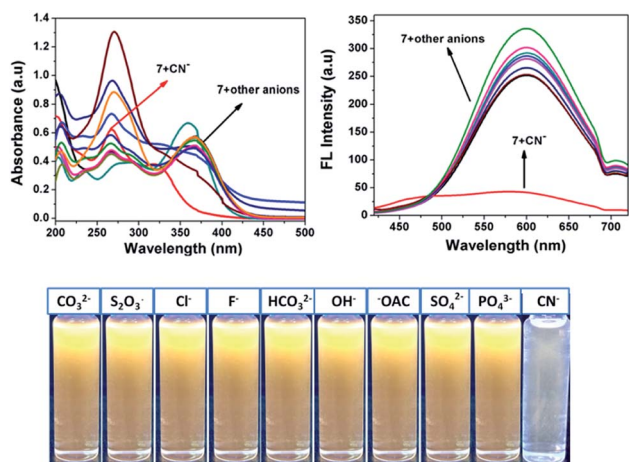 Absorbance (a.u)
1.4
1.2
1.0
0.8
0.6
0.4
0.2
0.0
7+CN⁻
7+other anions
200 250 300 350 400 450 500
Wavelength (nm)
FL Intensity (a.u)
350
300
250
200
150
100
50
0
7+other anions
7+CN⁻
450 500 550 600 650 700
Wavelength (nm)
CO₃²⁻ S₂O₃⁻ Cl⁻ F⁻ HCO₃²⁻ OH⁻ ⁻OAC SO₄²⁻ PO₄³⁻ CN⁻